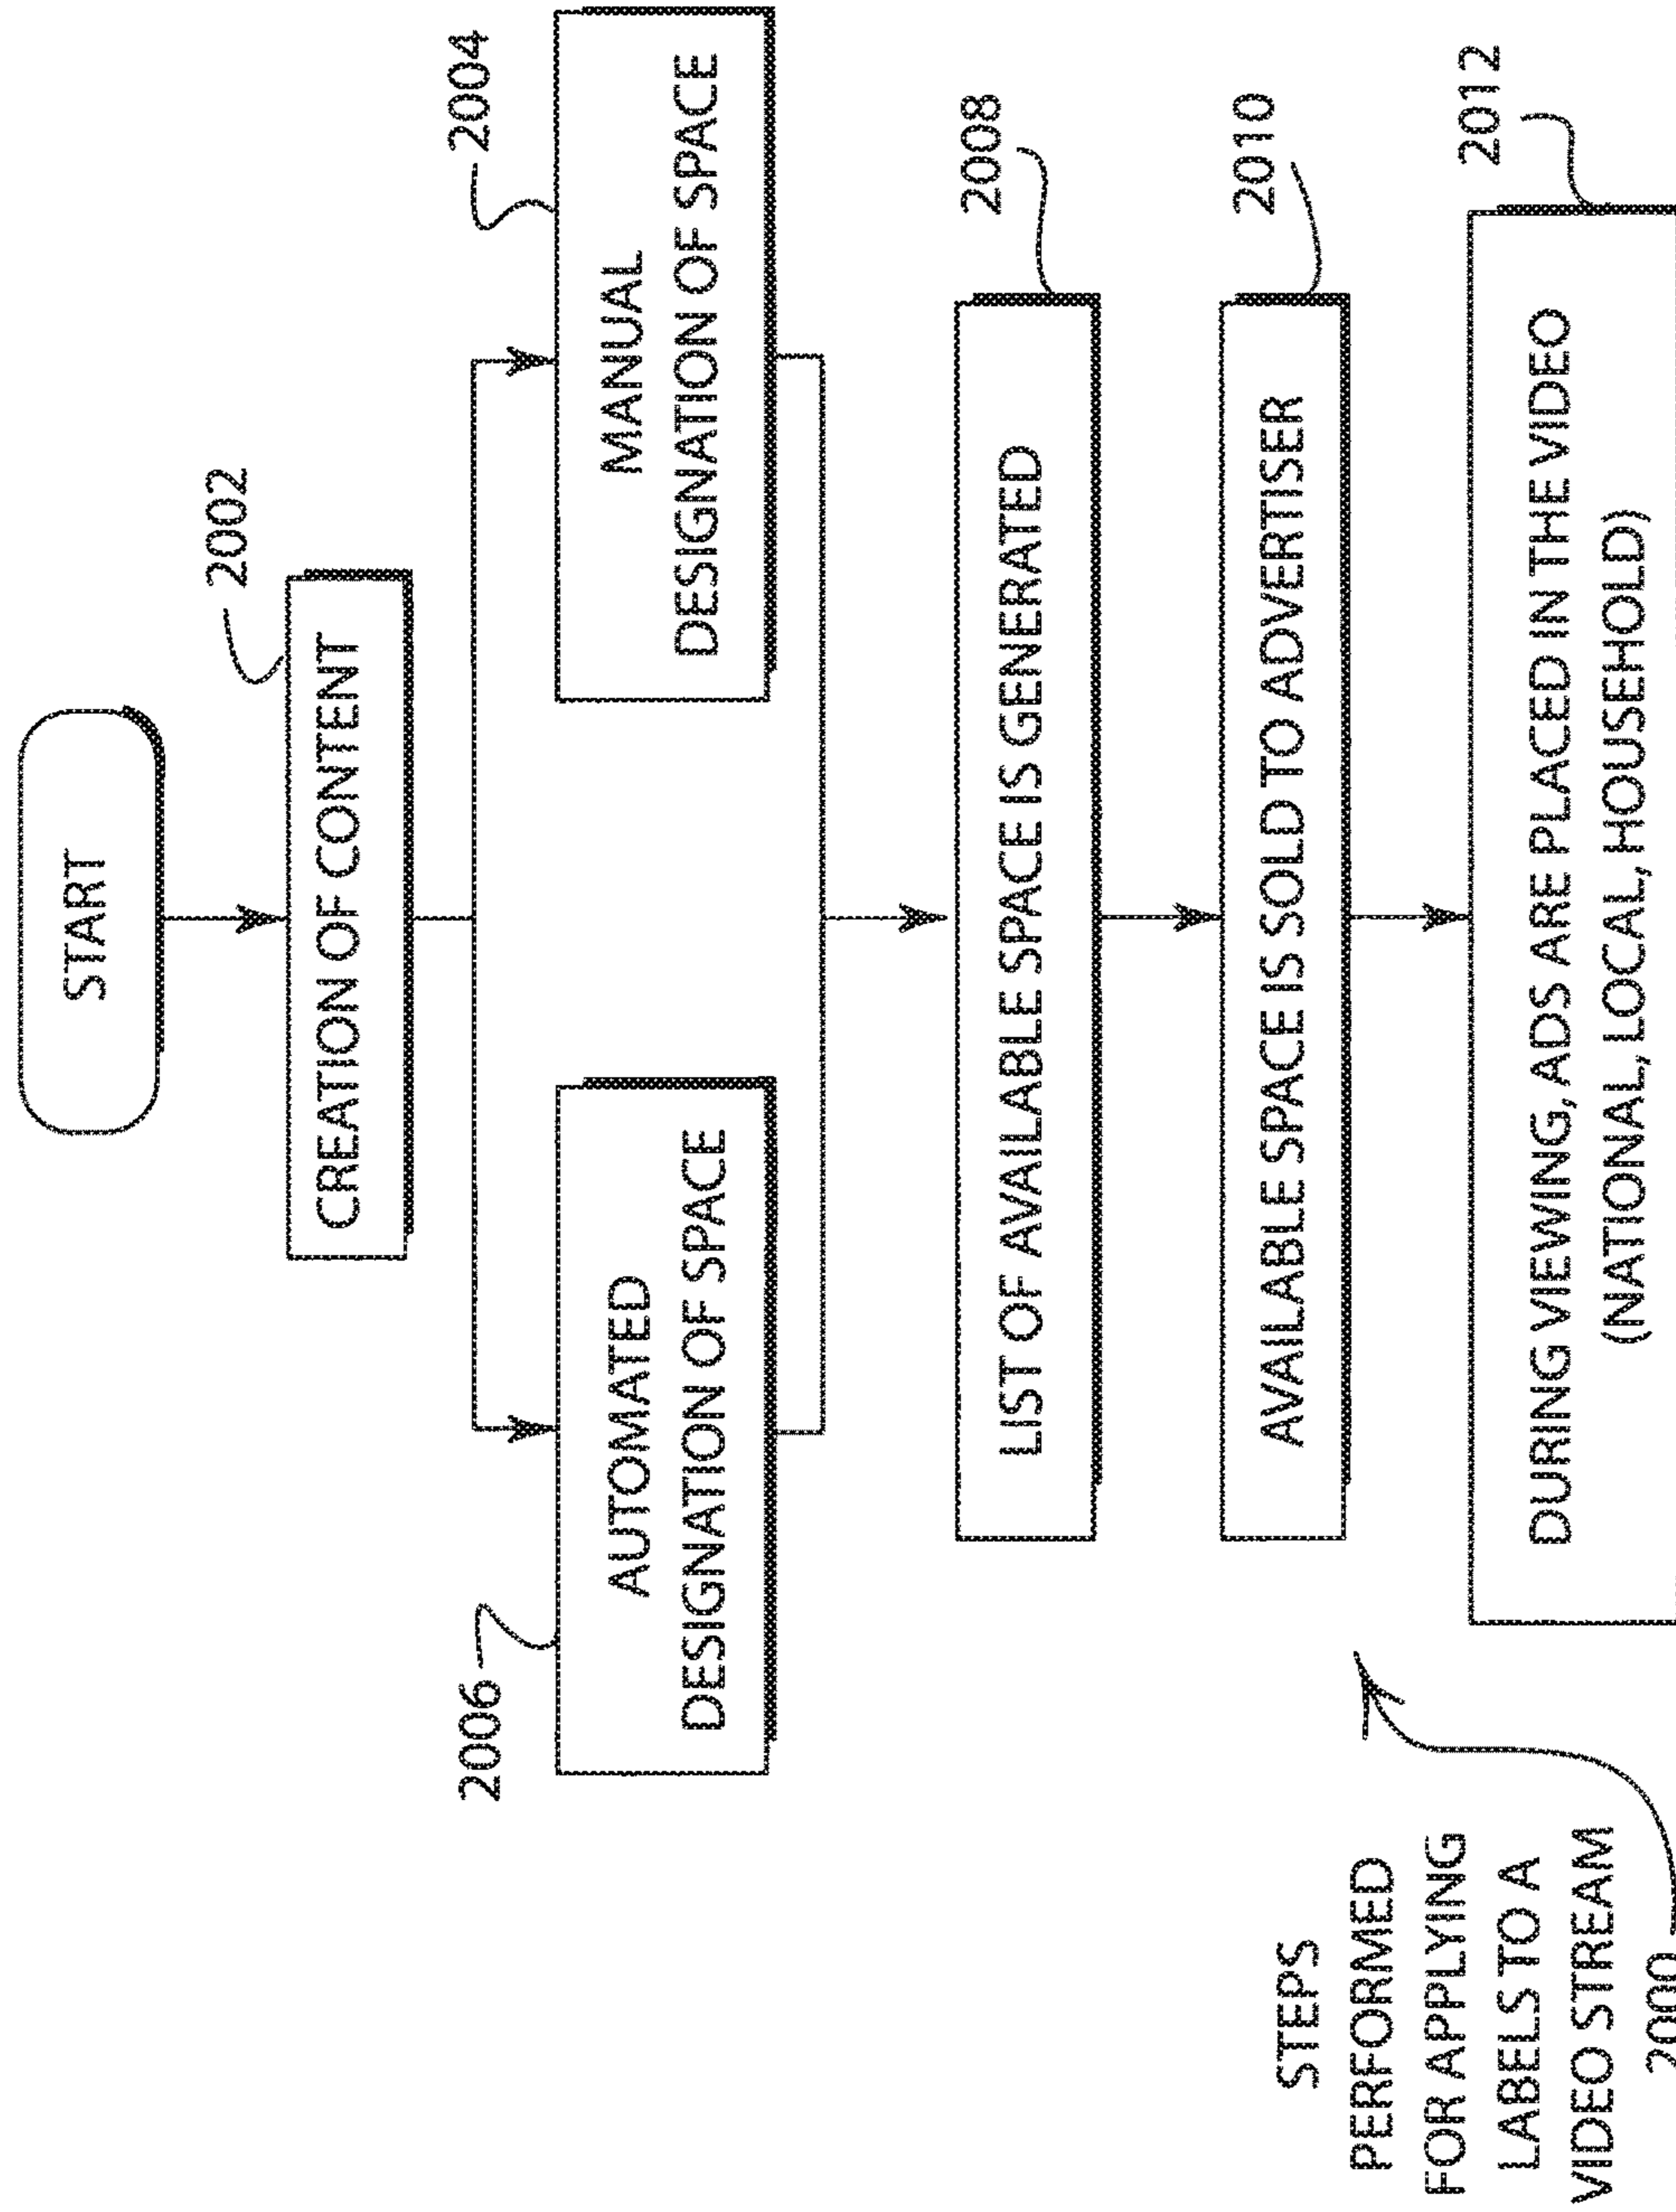 START
2002
CREATION OF CONTENT
2006
AUTOMATED
DESIGNATION OF SPACE
2004
MANUAL
DESIGNATION OF SPACE
2008
LIST OF AVAILABLE SPACE IS GENERATED
2010
AVAILABLE SPACE IS SOLD TO ADVERTISER
2012
DURING VIEWING, ADS ARE PLACED IN THE VIDEO
(NATIONAL, LOCAL, HOUSEHOLD)
STEPS
PERFORMED
FOR APPLYING
LABELS TO A
VIDEO STREAM
2000